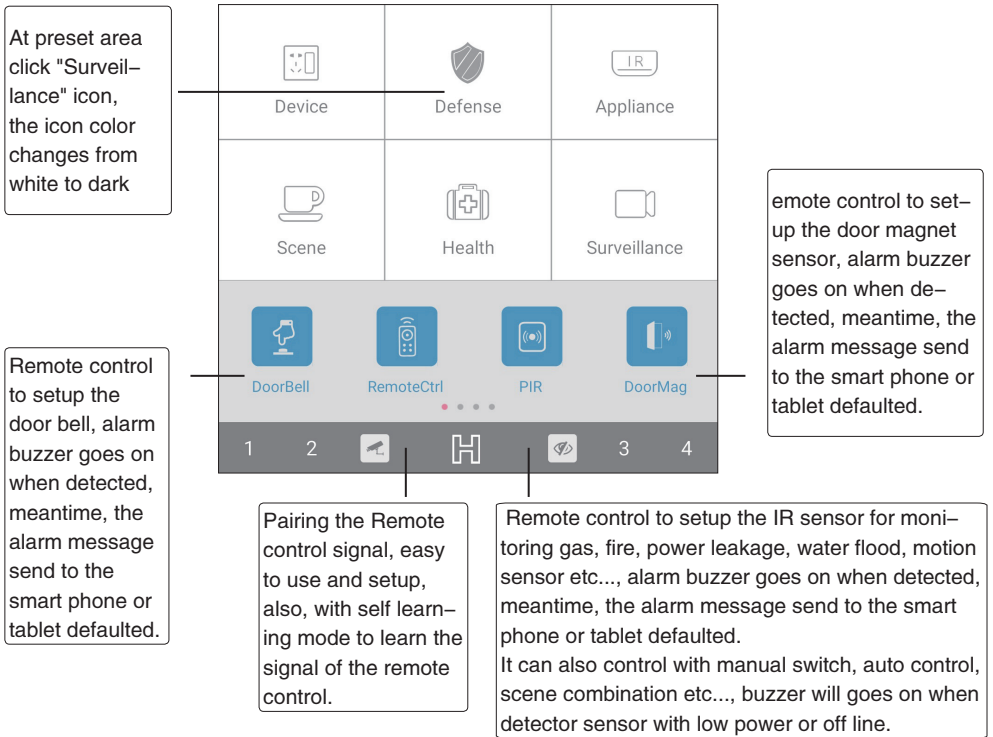 At preset area
click "Surveil–
lance" icon,
the icon color
changes from
white to dark
IR
Device
Defense
Appliance
Scene
Health
Surveillance
emote control to set–
up the door magnet
sensor, alarm buzzer
goes on when de–
tected, meantime, the
alarm message send
to the smart phone or
tablet defaulted.
DoorBell
RemoteCtrl
PIR
DoorMag
1 2 H 3 4
Remote control
to setup the
door bell, alarm
buzzer goes on
when detected,
meantime, the
alarm message
send to the
smart phone or
tablet defaulted.
Pairing the Remote
control signal, easy
to use and setup,
also, with self learn–
ing mode to learn the
signal of the remote
control.
Remote control to setup the IR sensor for moni–
toring gas, fire, power leakage, water flood, motion
sensor etc..., alarm buzzer goes on when detected,
meantime, the alarm message send to the smart
phone or tablet defaulted.
It can also control with manual switch, auto control,
scene combination etc..., buzzer will goes on when
detector sensor with low power or off line.